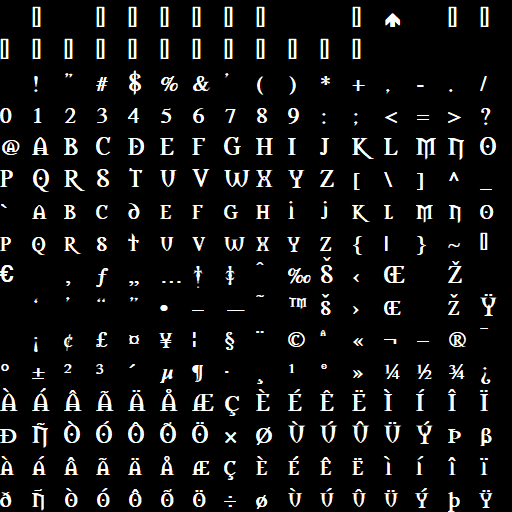 ! " # $ % & ' ( ) * + , - . /
0 1 2 3 4 5 6 7 8 9 : ; < = > ?
@ A B C D E F G H I J K L M N O
P Q R S T U V W X Y Z [ \ ] ^ _
` A B C D E F G H i j K L M N O
P Q R S T U V W X Y Z { | } ~
€ , ƒ „ … † ‡ ˆ ‰ Š ‹ Œ Ž
‘ ’ “ ” • – — ˜ ™ š › Œ ž Ÿ
¡ ¢ £ ¤ ¥ ¦ § ¨ © ª « ¬ – ® ¯
° ± ² ³ ´ µ ¶ · ¸ ¹ º » ¼ ½ ¾ ¿
À Á Â Ã Ä Å Æ Ç È É Ê Ë Ì Í Î Ï
Ð Ñ Ò Ó Ô Õ Ö × Ø Ù Ú Û Ü Ý Þ ß
À Á Â Ã Ä Å Æ Ç È É Ê Ë ì í î ï
ð Ñ Ò Ó Ô Õ Ö ÷ ø Ù Ú Û Ü Ý þ Ÿ